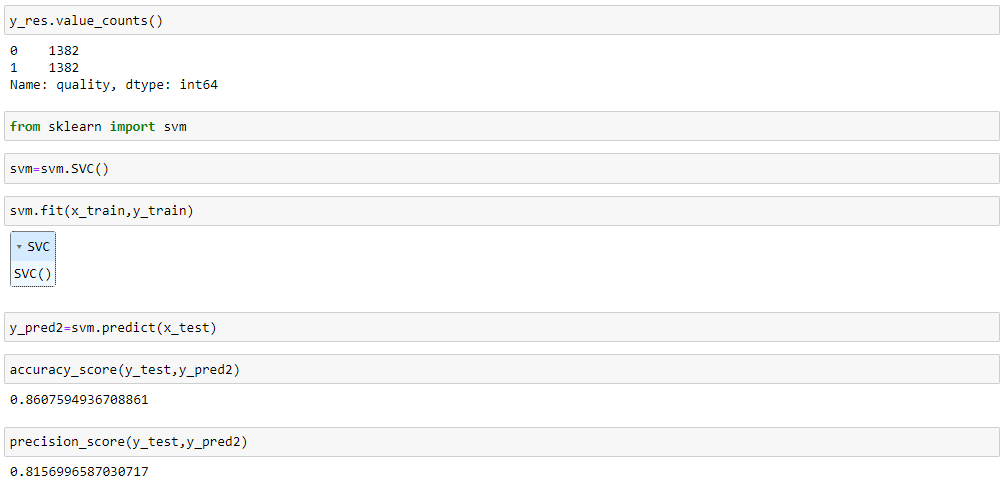 y_res.value_counts()
0    1382
1    1382
Name: quality, dtype: int64
from sklearn import svm
svm=svm.SVC()
svm.fit(x_train,y_train)
▾ SVC
SVC()
y_pred2=svm.predict(x_test)
accuracy_score(y_test,y_pred2)
0.8607594936708861
precision_score(y_test,y_pred2)
0.8156996587030717